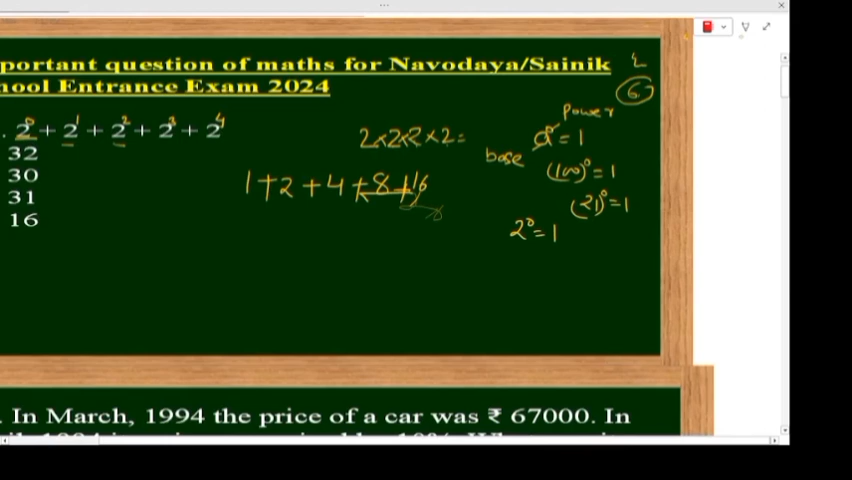 portant question of maths for Navodaya/Sainik
hool Entrance Exam 2024
. 2⁰ + 2¹ + 2² + 2³ + 2⁴
32
30
31
16
2×2×2×2=
1+2+4+8+16
power
a⁰=1
base
(100)⁰=1
(21)⁰=1
2⁰=1
6
. In March, 1994 the price of a car was ₹ 67000. In